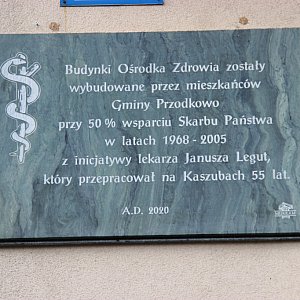 Budynki Ośrodka Zdrowia zostały
wybudowane przez mieszkańców
Gminy Przodkowo
przy 50 % wsparciu Skarbu Państwa
w latach 1968 - 2005
z inicjatywy lekarza Janusza Legut,
który przepracował na Kaszubach 55 lat.
A.D. 2020